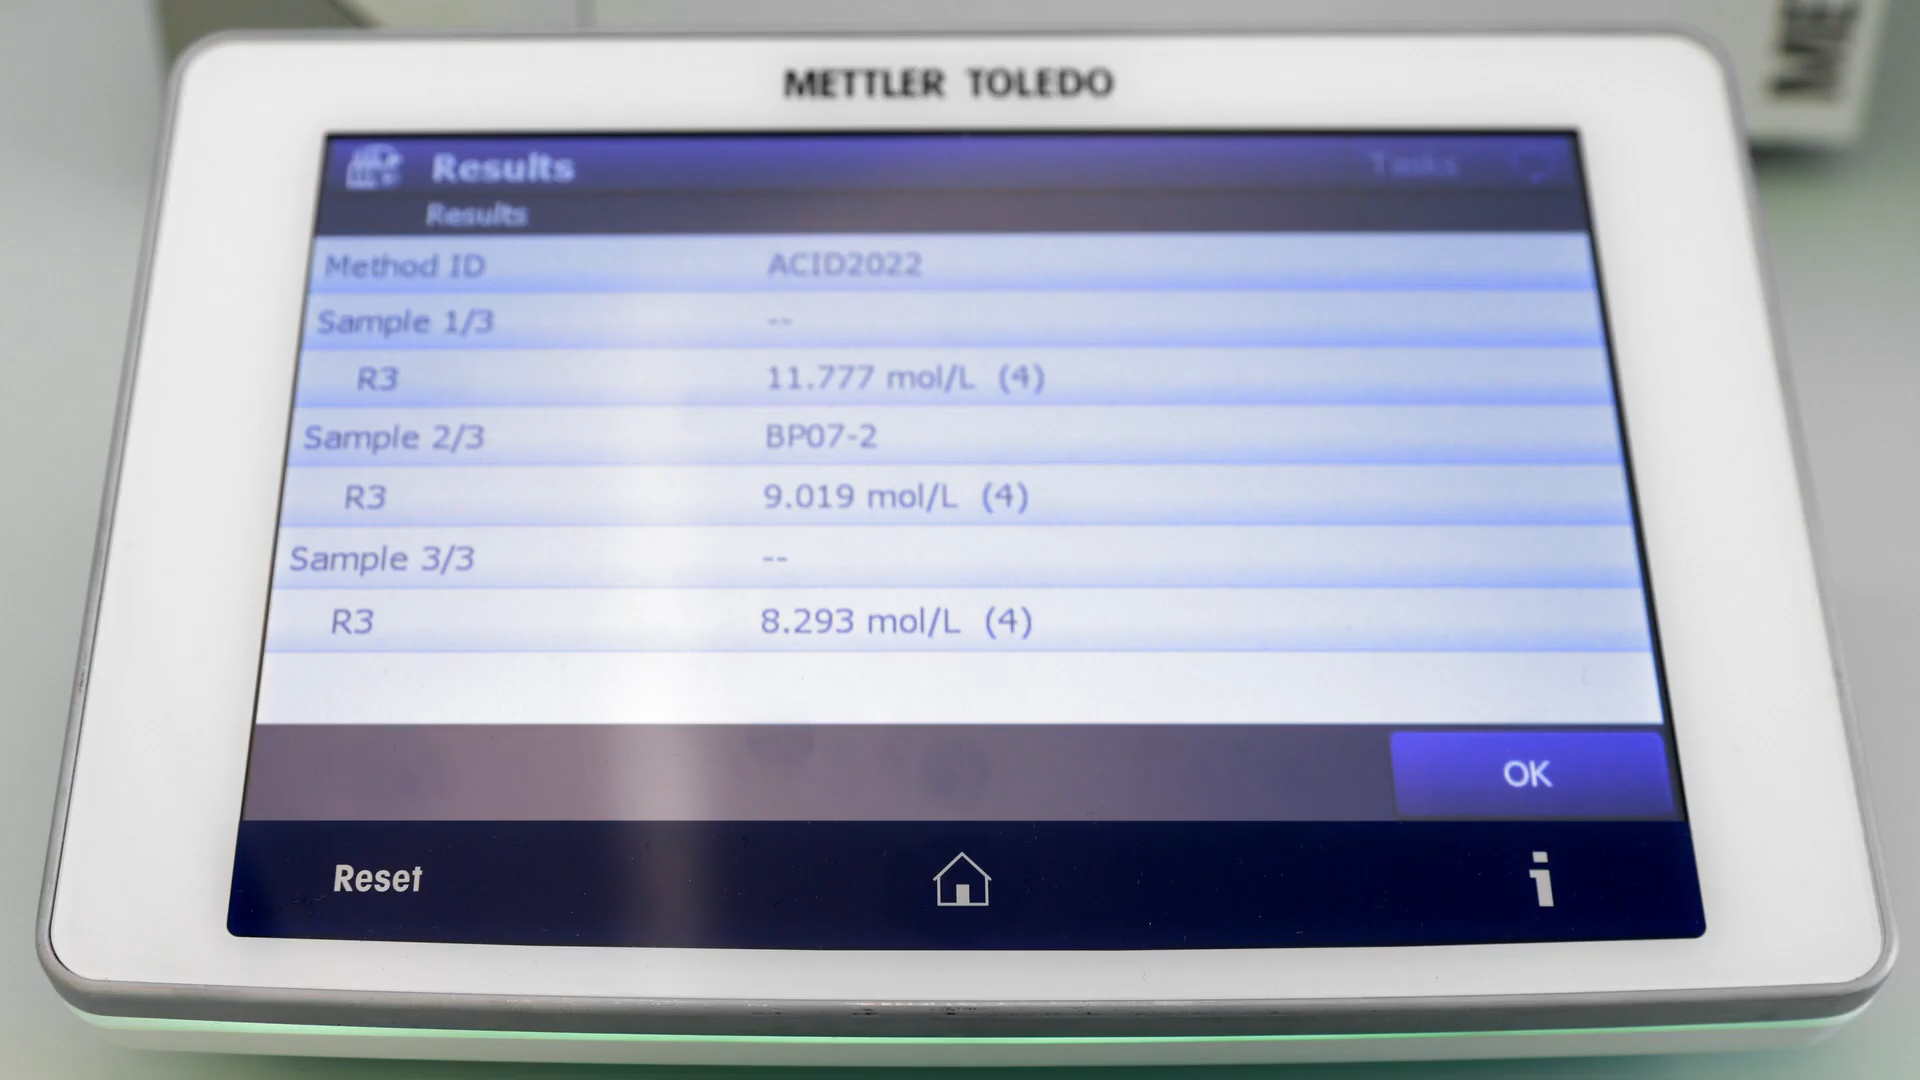 METTLER TOLEDO
Results
Tasks
Results
Method ID ACID2022
Sample 1/3 --
R3 11.777 mol/L (4)
Sample 2/3 BP07-2
R3 9.019 mol/L (4)
Sample 3/3 --
R3 8.293 mol/L (4)
OK
Reset
i